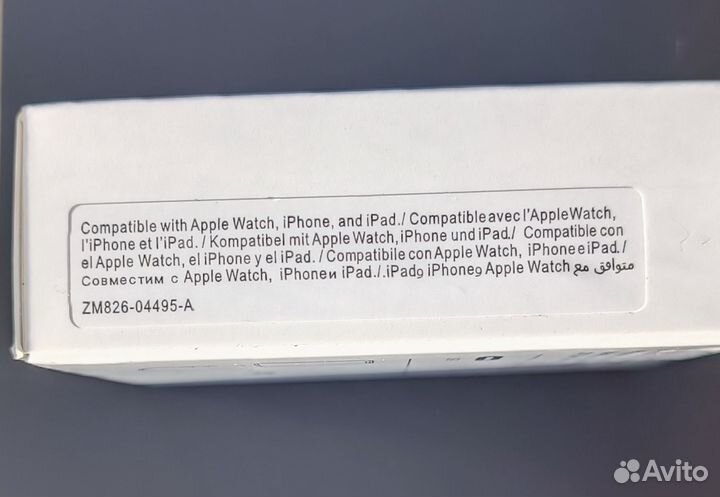 Compatible with Apple Watch, iPhone, and iPad./ Compatibleavec l'AppleWatch,
l'iPhone et l'iPad. / Kompatibel mit Apple Watch, iPhone und iPad./ Compatible con
el Apple Watch, el iPhone y el iPad. / Compatibile con Apple Watch, iPhone e iPad. /
Совместим с Apple Watch, iPhoneи iPad./.iPadو iPhoneو Apple Watch متوافق مع
ZM826-04495-A
Avito